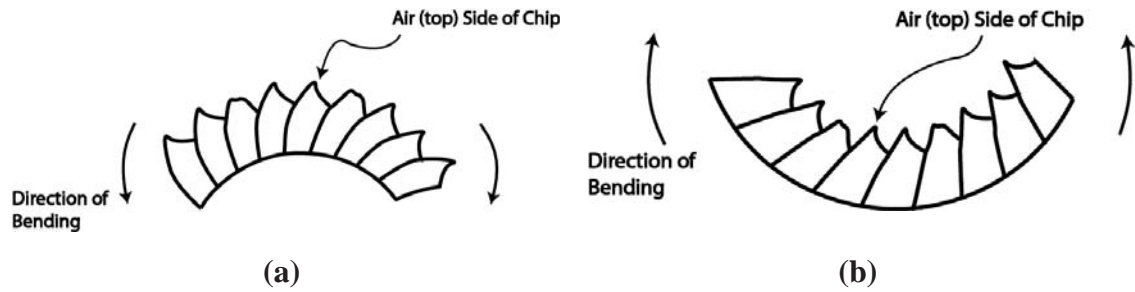 Air (top) Side of Chip
Direction of
Bending
(a)
Air (top) Side of Chip
Direction of
Bending
(b)